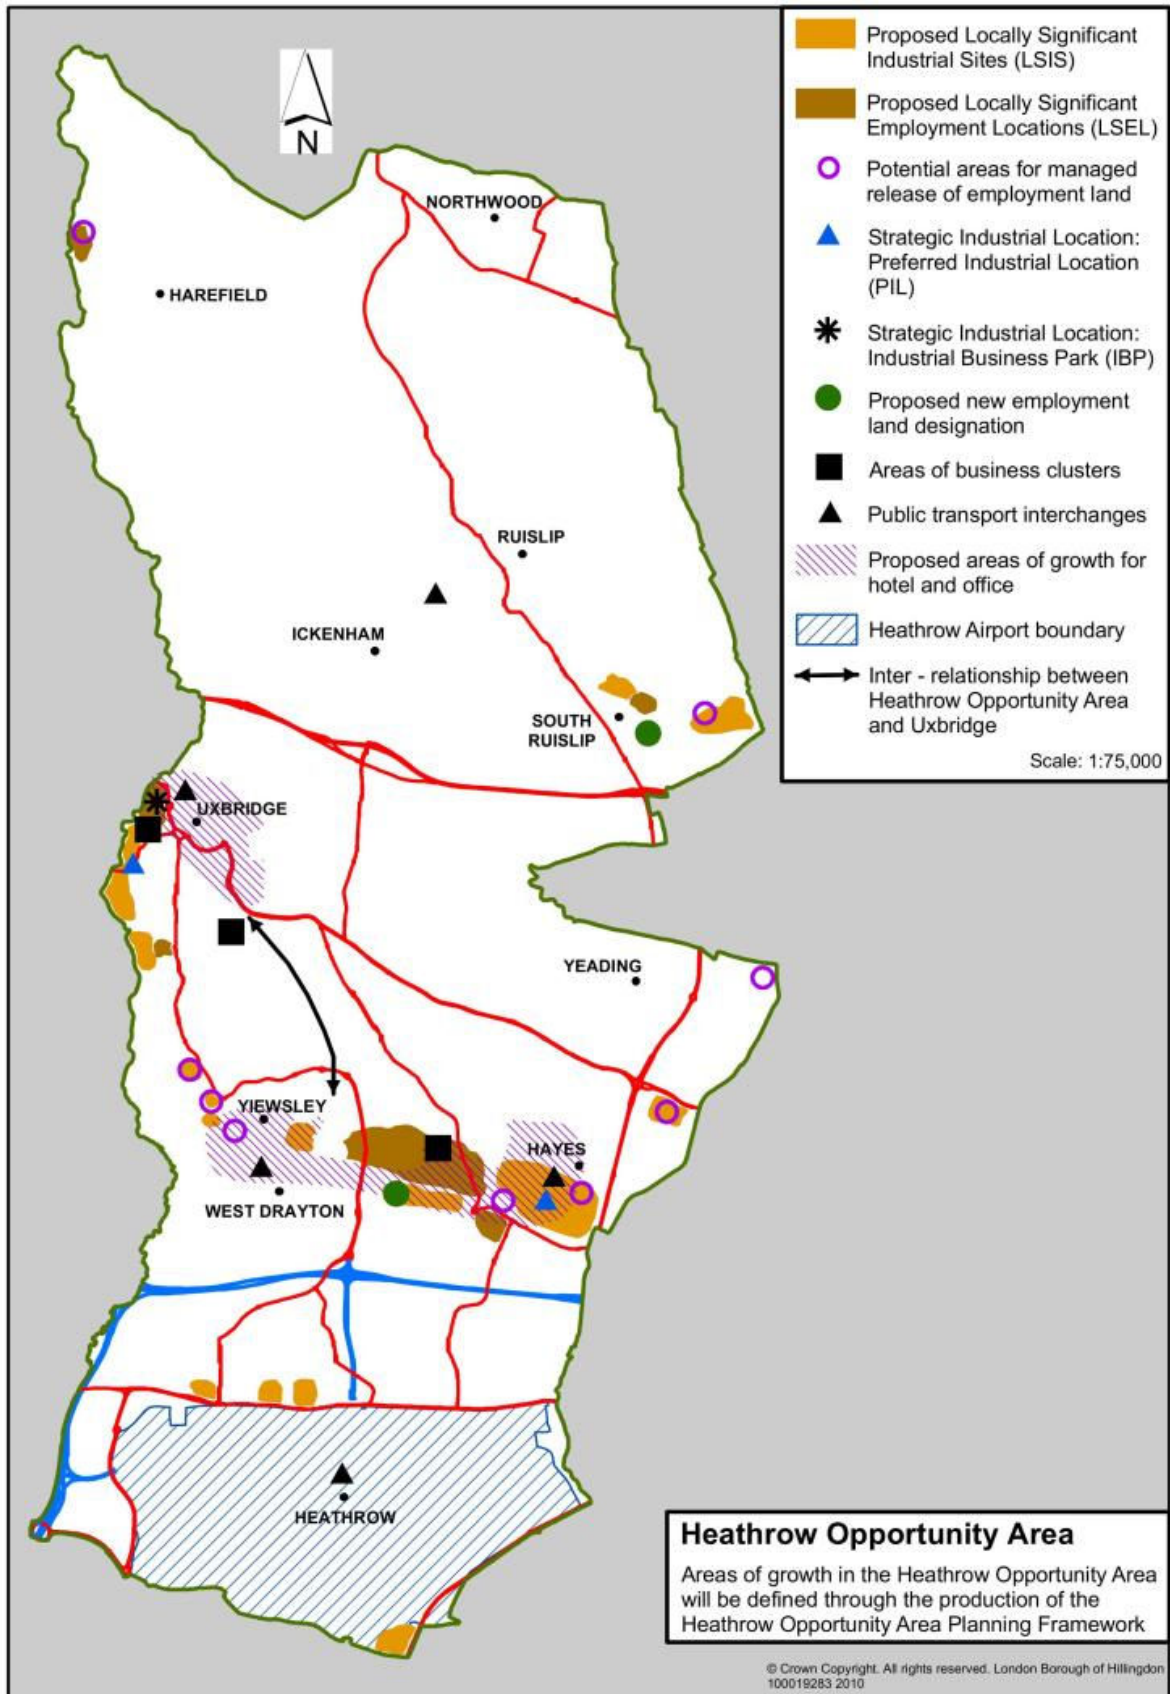 Proposed Locally Significant
Industrial Sites (LSIS)
Proposed Locally Significant
Employment Locations (LSEL)
Potential areas for managed
release of employment land
Strategic Industrial Location:
Preferred Industrial Location
(PIL)
Strategic Industrial Location:
Industrial Business Park (IBP)
Proposed new employment
land designation
Areas of business clusters
Public transport interchanges
Proposed areas of growth for
hotel and office
Heathrow Airport boundary
Inter - relationship between
Heathrow Opportunity Area
and Uxbridge
Scale: 1:75,000
N
NORTHWOOD
HAREFIELD
RUISLIP
ICKENHAM
SOUTH
RUISLIP
UXBRIDGE
YEADING
YIEWSLEY
HAYES
WEST DRAYTON
HEATHROW
Heathrow Opportunity Area
Areas of growth in the Heathrow Opportunity Area
will be defined through the production of the
Heathrow Opportunity Area Planning Framework
© Crown Copyright. All rights reserved. London Borough of Hillingdon
100019283 2010